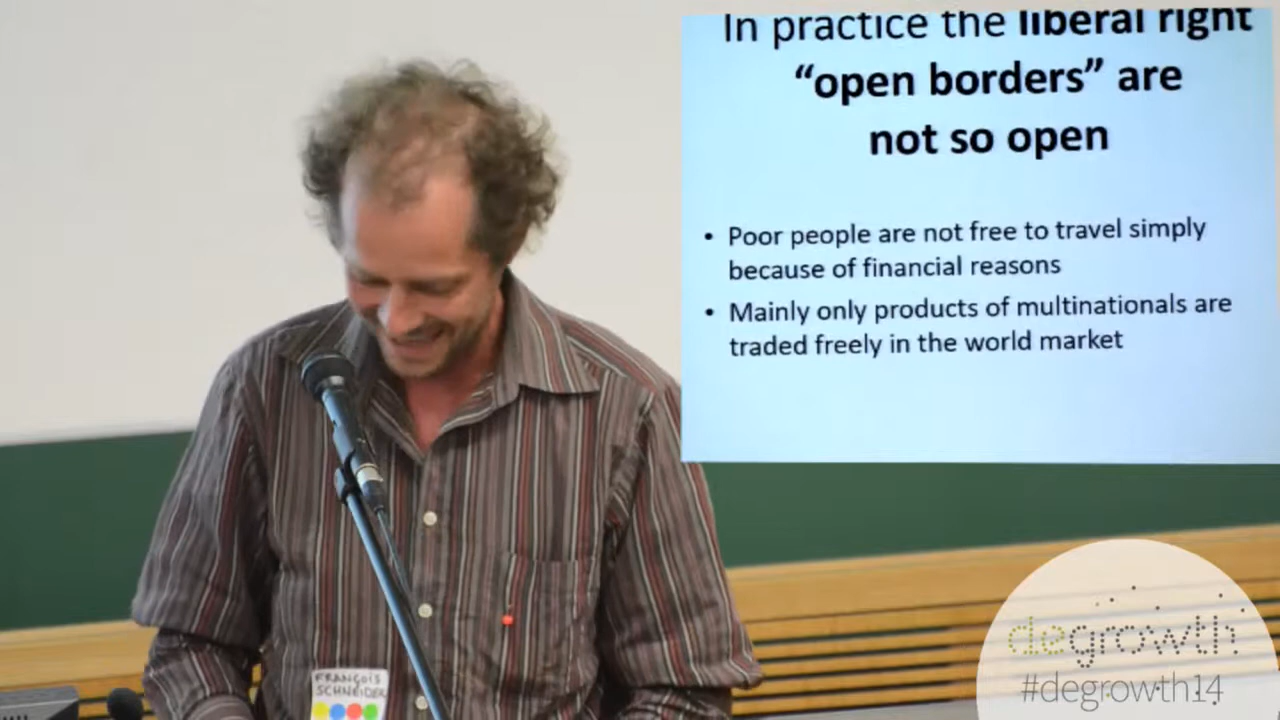 In practice the liberal right
“open borders” are
not so open
• Poor people are not free to travel simply
because of financial reasons
• Mainly only products of multinationals are
traded freely in the world market
FRANÇOIS
SCHNEIDER
degrowth
#degrowth14